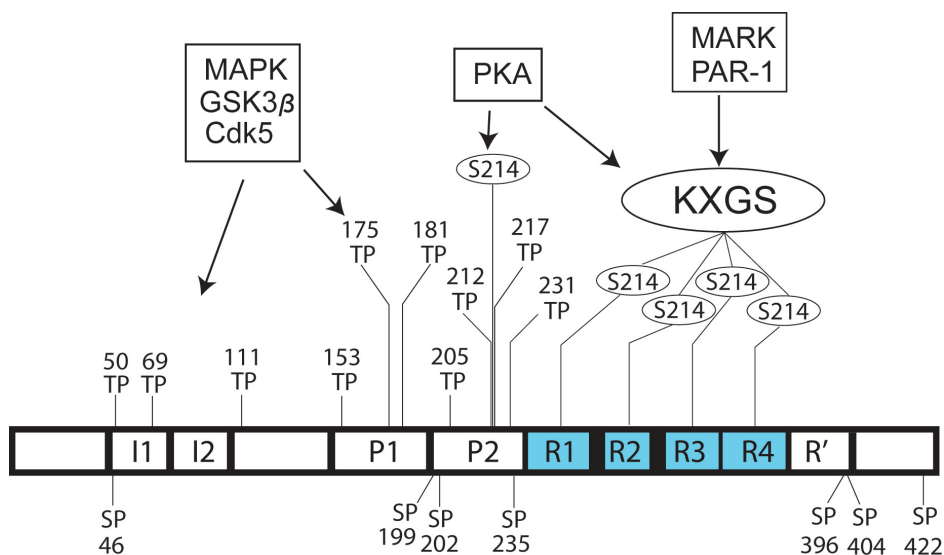 MAPK
GSK3β
Cdk5
PKA
MARK
PAR-1
S214
KXGS
175
TP
181
TP
217
TP
212
TP
231
TP
S214
S214
S214
S214
50
TP
69
TP
111
TP
153
TP
205
TP
I1
I2
P1
P2
R1
R2
R3
R4
R'
SP
46
SP
199
SP
202
SP
235
SP
396
SP
404
SP
422